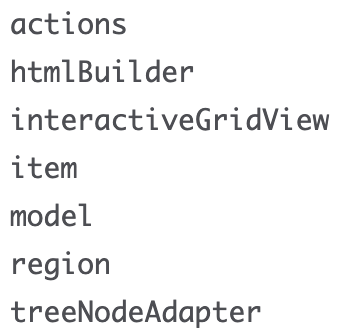 actions
htmlBuilder
interactiveGridView
item
model
region
treeNodeAdapter